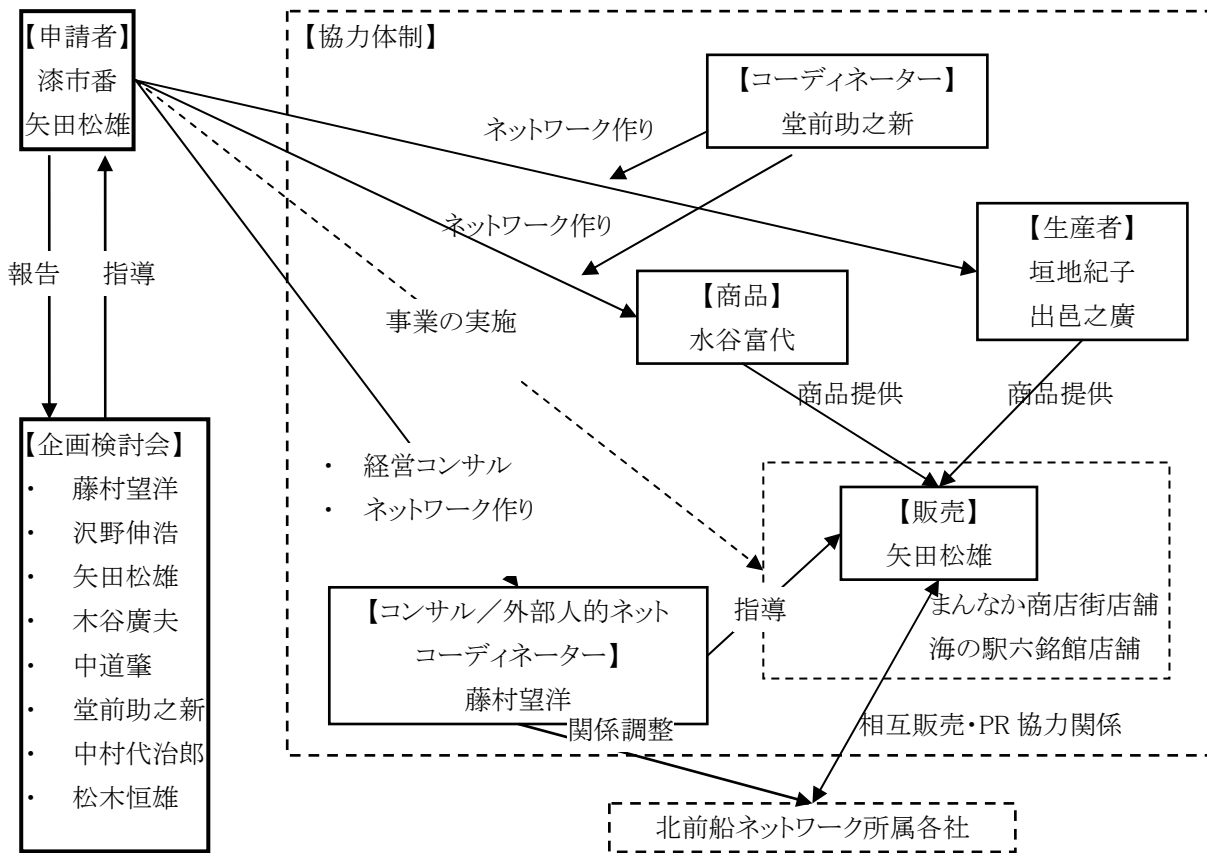 【申請者】
漆市番
矢田松雄
報告
指導
【企画検討会】
・ 藤村望洋
・ 沢野伸浩
・ 矢田松雄
・ 木谷廣夫
・ 中道肇
・ 堂前助之新
・ 中村代治郎
・ 松木恒雄
【協力体制】
【コーディネーター】
堂前助之新
ネットワーク作り
ネットワーク作り
【生産者】
垣地紀子
出邑之廣
【商品】
水谷富代
事業の実施
商品提供
商品提供
・ 経営コンサル
・ ネットワーク作り
【販売】
矢田松雄
まんなか商店街店舗
海の駅六銘館店舗
【コンサル／外部人的ネット
コーディネーター】
藤村望洋
指導
関係調整
相互販売・PR 協力関係
北前船ネットワーク所属各社